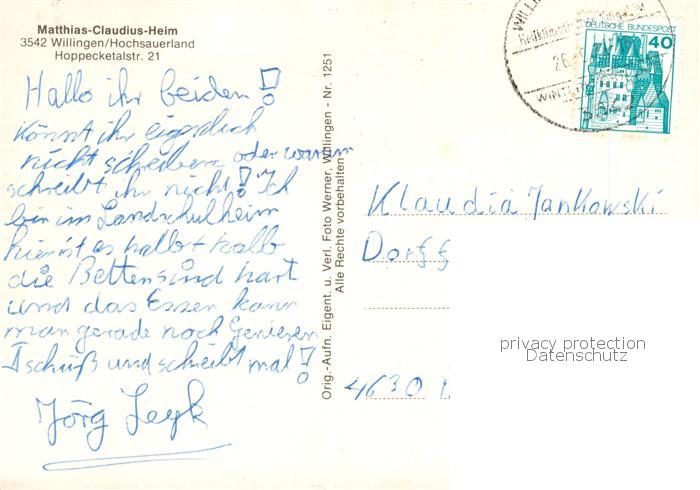 Matthias-Claudius-Heim
3542 Willingen/Hochsauerland
Hoppecketalstr. 21
Hallo ihr beiden!
Könnt ihr eigendlich
nicht schreiben oder warum
schreibt ihr nicht! Ich
bin im Landschulheim
hier ist es halb + halb
die Betten sind hart
und das Essen kann
man gerade noch Geniesen
Tschüß und schreibt mal!
Jörg Leyk
Orig.-Aufn. Eigent. u. Verl. Foto Werner, Willingen - Nr. 1251
Alle Rechte vorbehalten
DEUTSCHE BUNDESPOST
40
Klaudia Jankowski
4630
privacy protection
Datenschutz